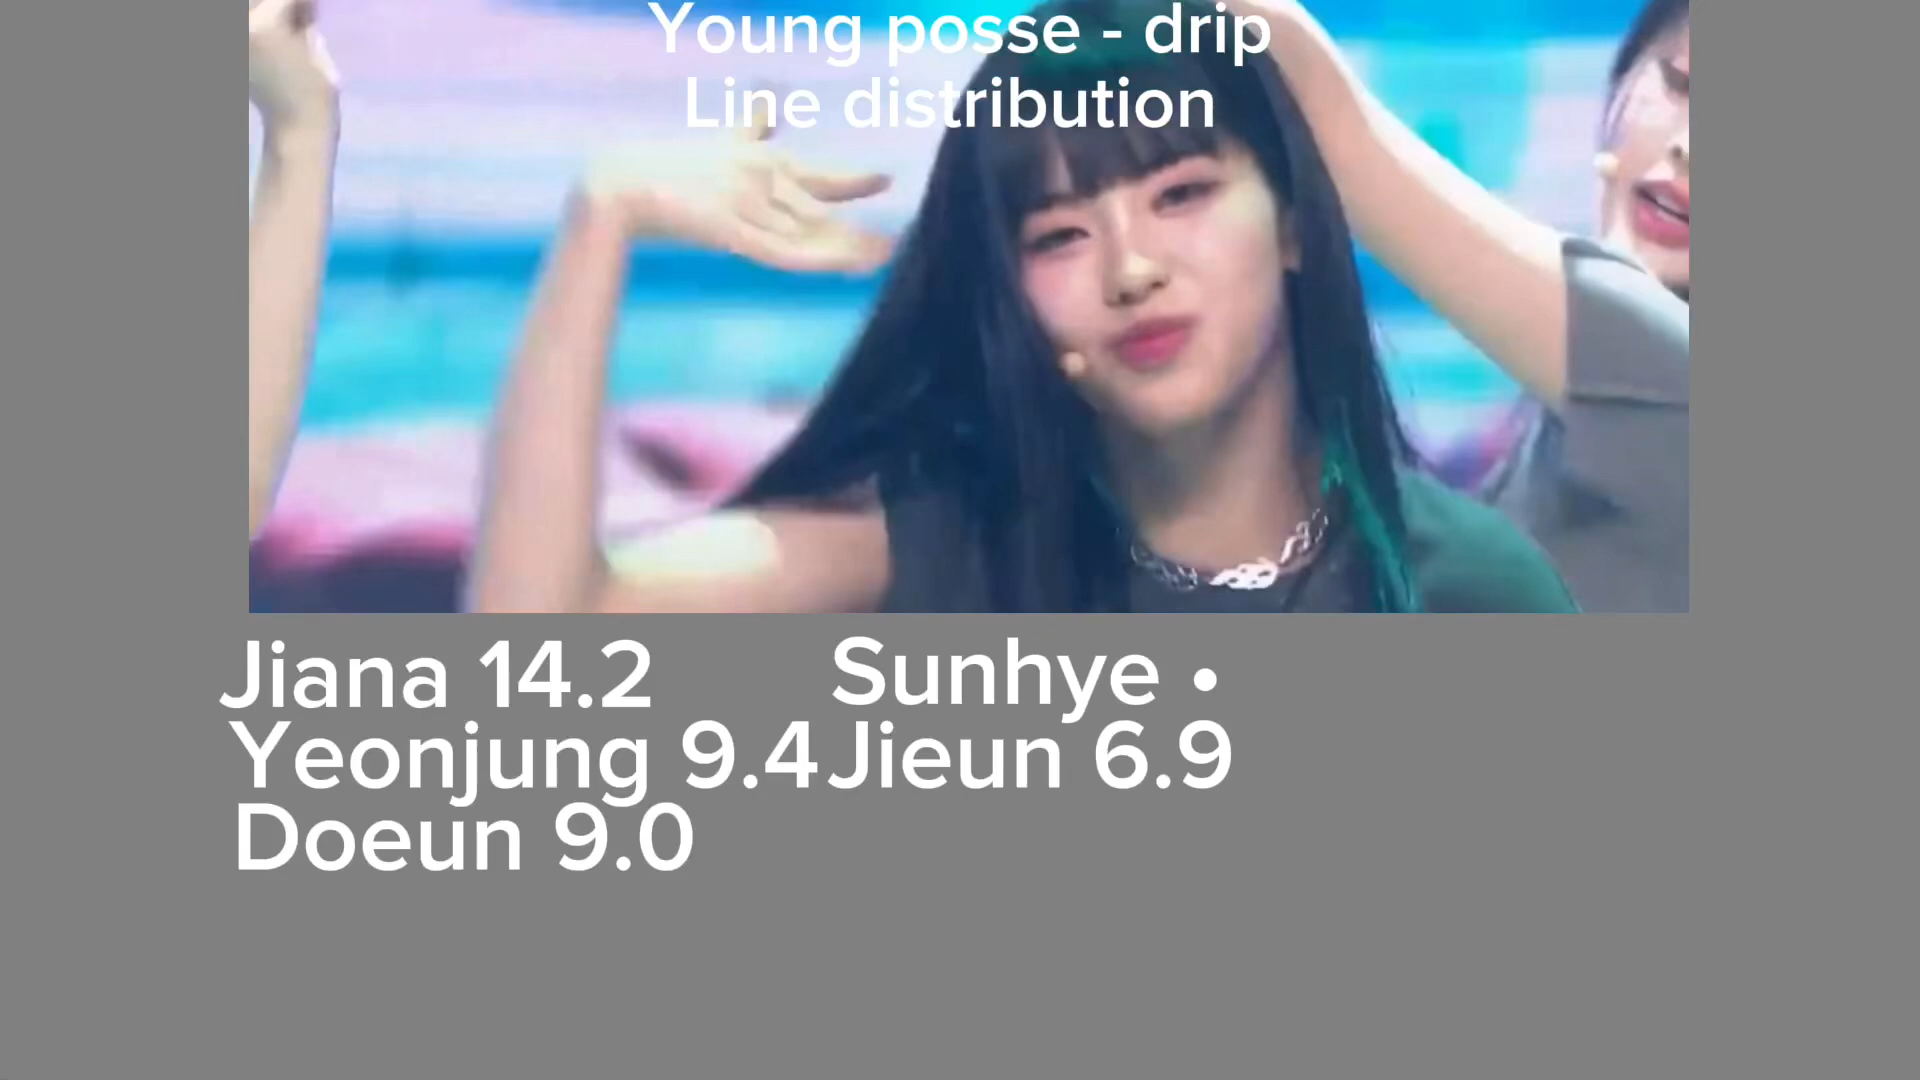 Young posse - drip
Line distribution
Jiana 14.2
Sunhye •
Yeonjung 9.4
Jieun 6.9
Doeun 9.0